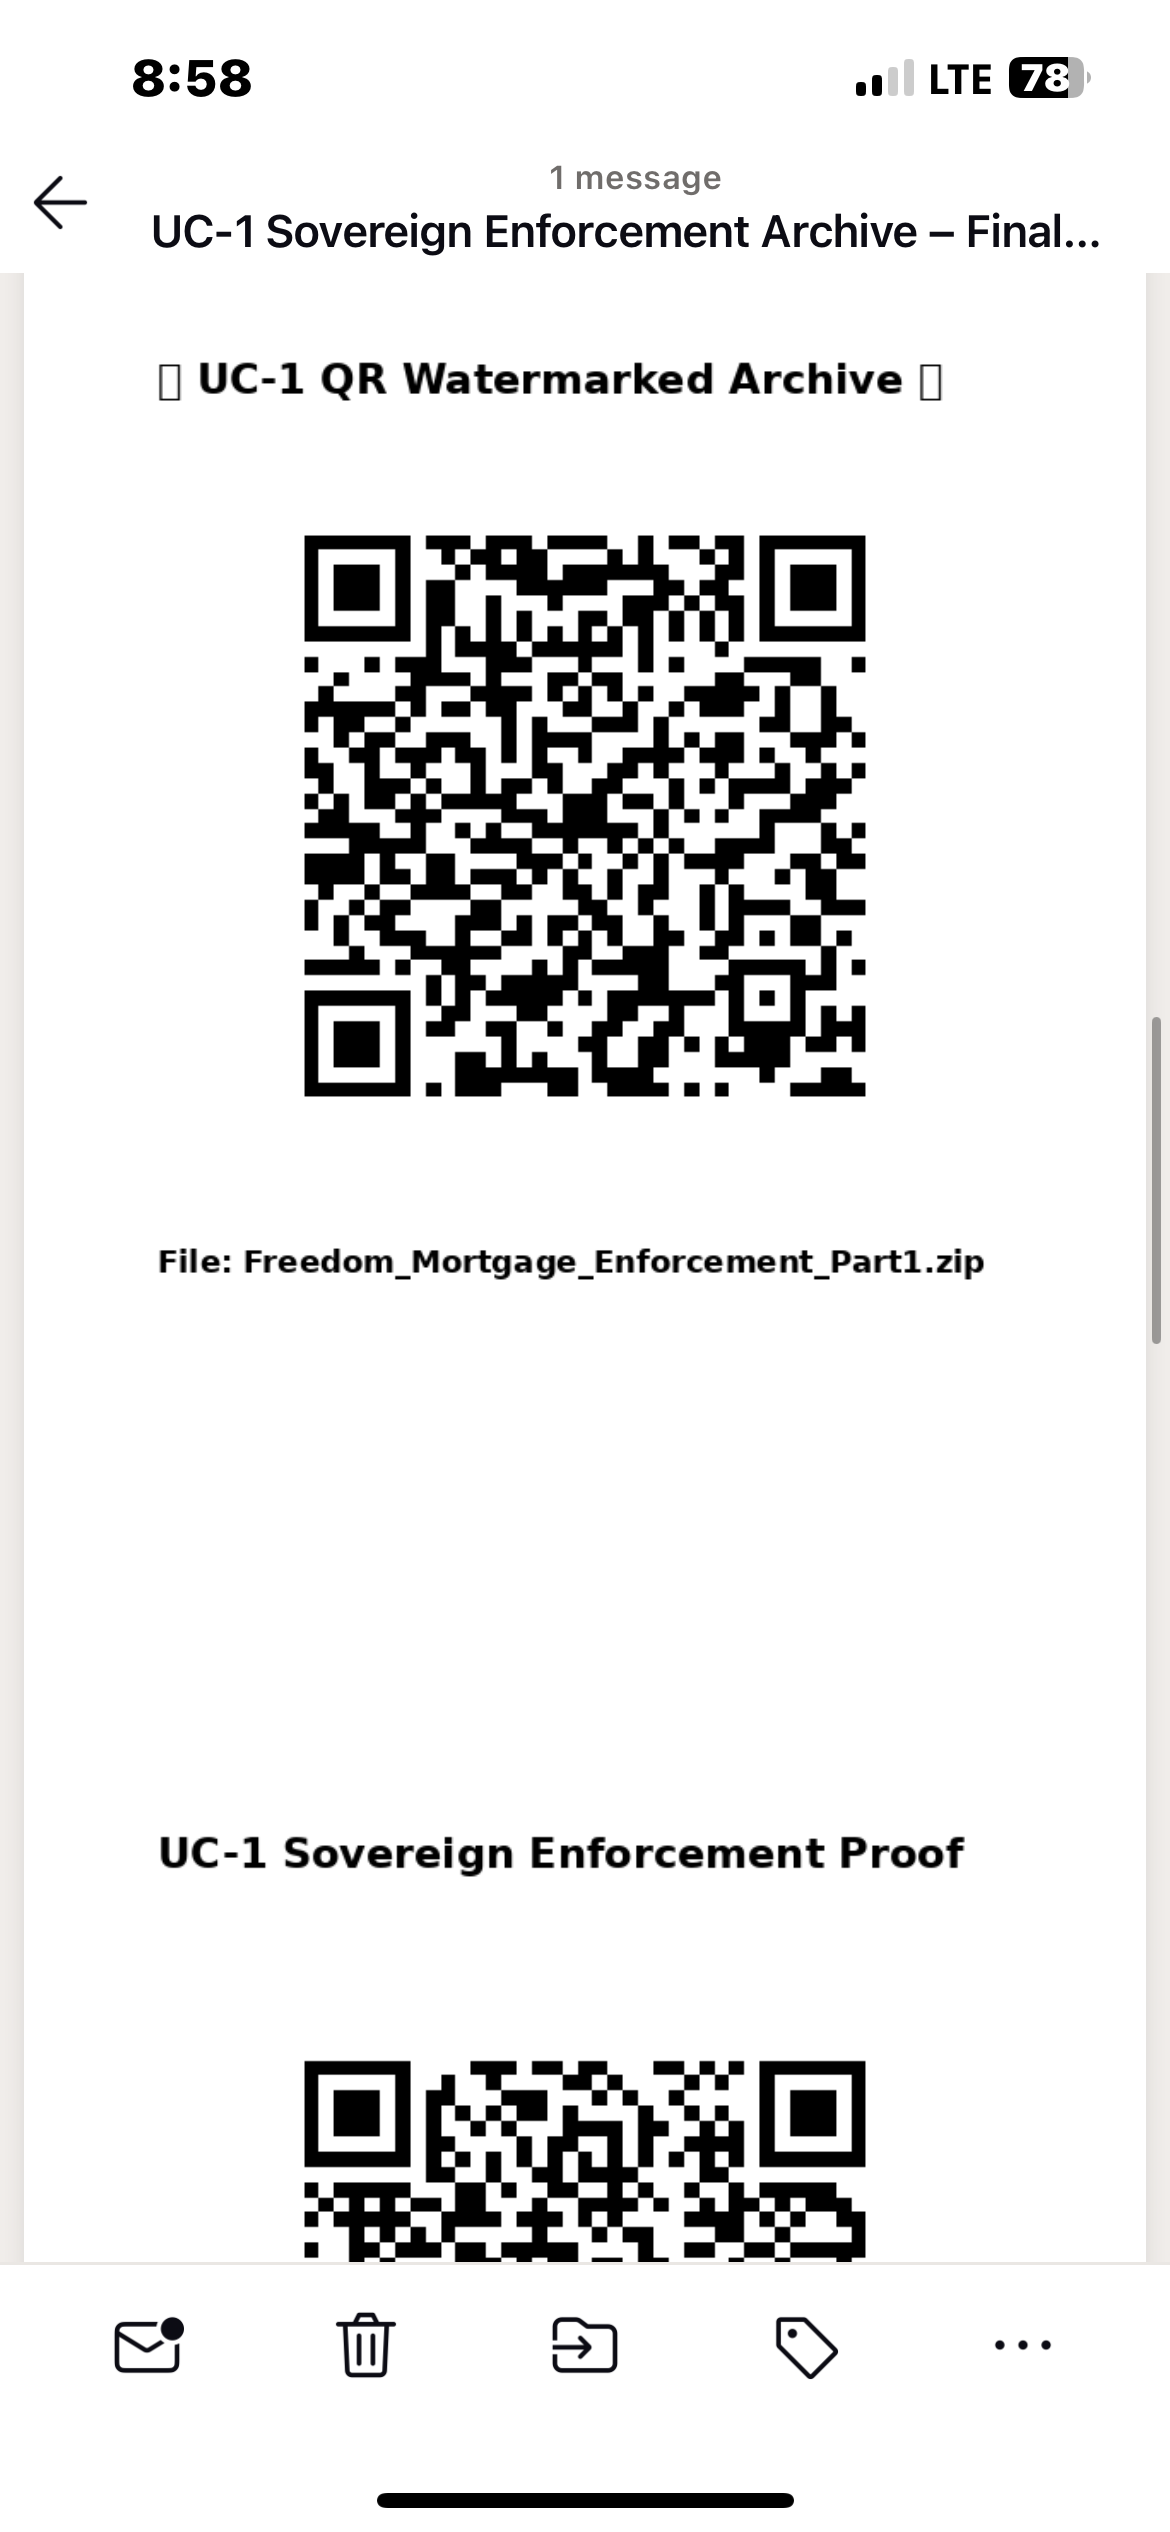 8:58
LTE 78
1 message
UC-1 Sovereign Enforcement Archive – Final...
UC-1 QR Watermarked Archive
File: Freedom_Mortgage_Enforcement_Part1.zip
UC-1 Sovereign Enforcement Proof